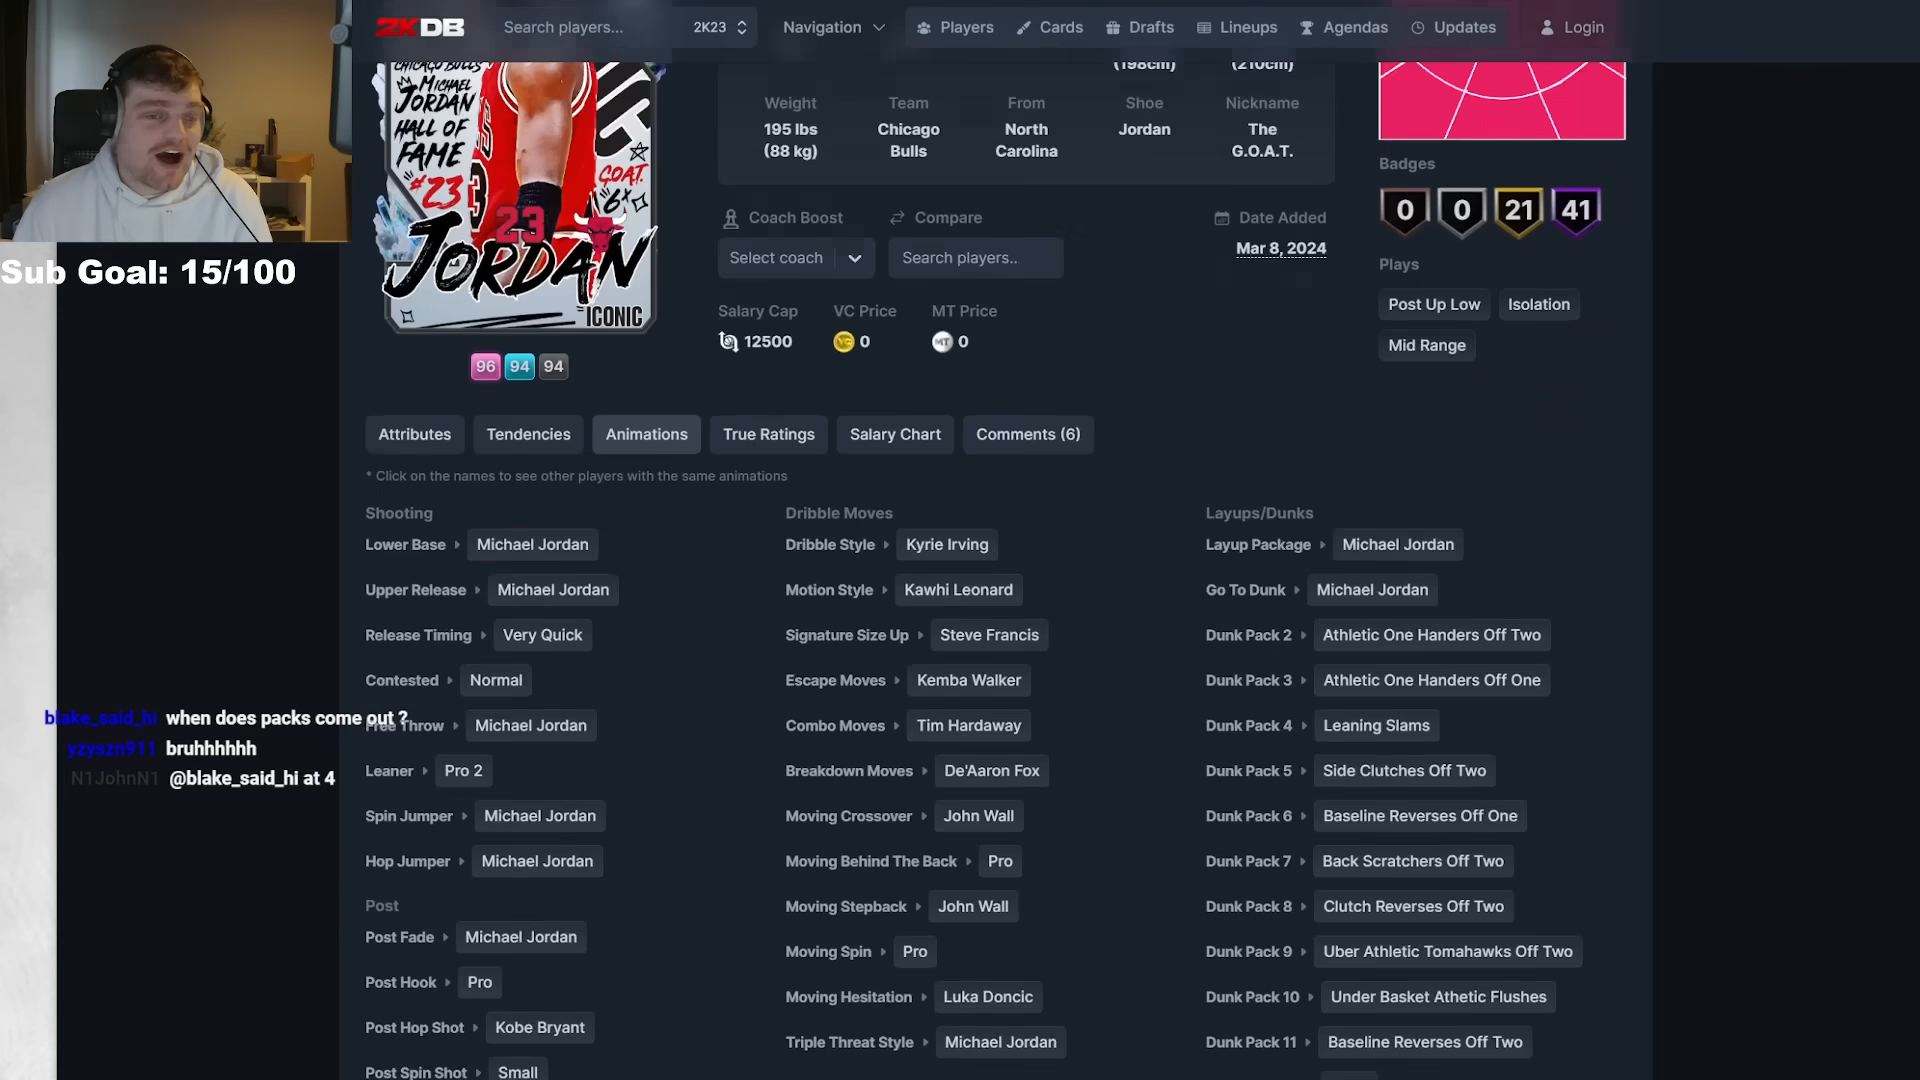 2KDB
Search players...
2K23
Navigation
Players
Cards
Drafts
Lineups
Agendas
Updates
Login
CHICAGO BULLS
MICHAEL
JORDAN
HALL OF
FAME
#23
G.O.A.T.
6x
23
JORDAN
ICONIC
96 94 94
(198cm)
(210cm)
Weight
195 lbs
(88 kg)
Team
Chicago
Bulls
From
North
Carolina
Shoe
Jordan
Nickname
The
G.O.A.T.
Coach Boost
Select coach
Compare
Search players..
Date Added
Mar 8, 2024
Salary Cap
12500
VC Price
VC 0
MT Price
MT 0
Badges
0 0 21 41
Plays
Post Up Low
Isolation
Mid Range
Sub Goal: 15/100
Attributes
Tendencies
Animations
True Ratings
Salary Chart
Comments (6)
* Click on the names to see other players with the same animations
Shooting
Lower Base Michael Jordan
Upper Release Michael Jordan
Release Timing Very Quick
Contested Normal
Free Throw Michael Jordan
Leaner Pro 2
Spin Jumper Michael Jordan
Hop Jumper Michael Jordan
Post
Post Fade Michael Jordan
Post Hook Pro
Post Hop Shot Kobe Bryant
Post Spin Shot Small
Dribble Moves
Dribble Style Kyrie Irving
Motion Style Kawhi Leonard
Signature Size Up Steve Francis
Escape Moves Kemba Walker
Combo Moves Tim Hardaway
Breakdown Moves De'Aaron Fox
Moving Crossover John Wall
Moving Behind The Back Pro
Moving Stepback John Wall
Moving Spin Pro
Moving Hesitation Luka Doncic
Triple Threat Style Michael Jordan
Layups/Dunks
Layup Package Michael Jordan
Go To Dunk Michael Jordan
Dunk Pack 2 Athletic One Handers Off Two
Dunk Pack 3 Athletic One Handers Off One
Dunk Pack 4 Leaning Slams
Dunk Pack 5 Side Clutches Off Two
Dunk Pack 6 Baseline Reverses Off One
Dunk Pack 7 Back Scratchers Off Two
Dunk Pack 8 Clutch Reverses Off Two
Dunk Pack 9 Uber Athletic Tomahawks Off Two
Dunk Pack 10 Under Basket Athetic Flushes
Dunk Pack 11 Baseline Reverses Off Two
blake_said_hi when does packs come out ?
yzyszn911 bruhhhhhh
N1JohnN1 @blake_said_hi at 4